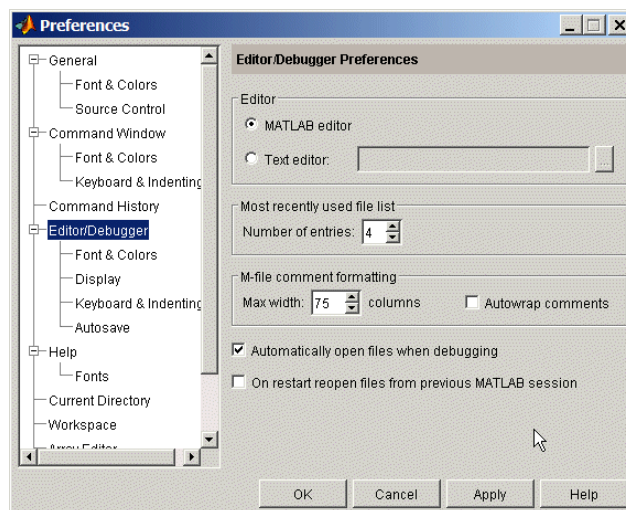 Preferences
General
Font & Colors
Source Control
Command Window
Font & Colors
Keyboard & Indenting
Command History
Editor/Debugger
Font & Colors
Display
Keyboard & Indenting
Autosave
Help
Fonts
Current Directory
Workspace
Array Editor
Editor/Debugger Preferences
Editor
MATLAB editor
Text editor: ...
Most recently used file list
Number of entries: 4
M-file comment formatting
Max width: 75 columns Autowrap comments
Automatically open files when debugging
On restart reopen files from previous MATLAB session
OK Cancel Apply Help